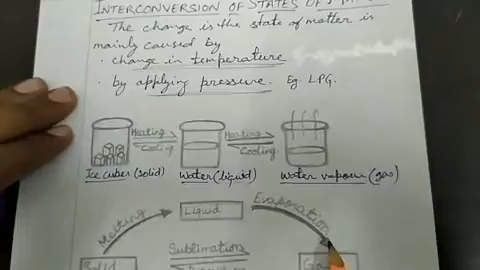 INTERCONVERSION OF STATES OF
The change is the state of matter is
mainly caused by
· change in temperature
· by applying pressure. Eg. LPG.
Heating Heating
Cooling Cooling
Ice cubes (solid) Water (liquid) Water vapour (gas)
Melting Liquid Evaporation
Sublimation
Solid